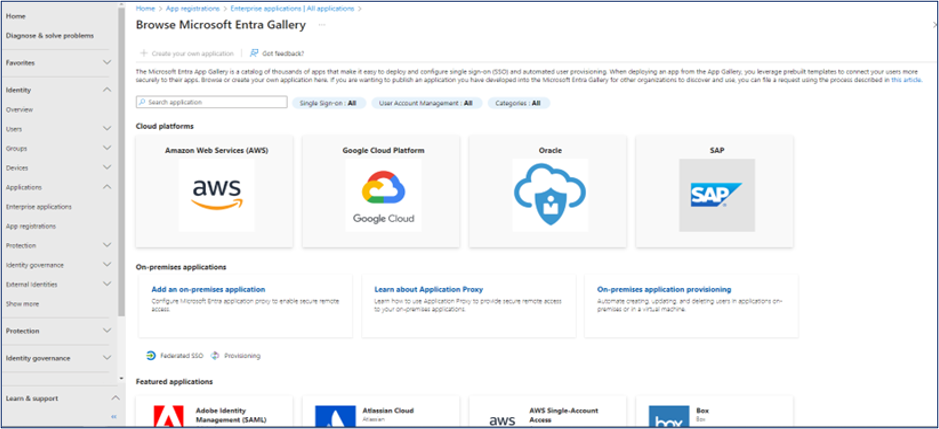 Home
Diagnose & solve problems
Favorites
Identity
Overview
Users
Groups
Devices
Applications
Enterprise applications
App registrations
Protection
Identity governance
External Identities
Show more
Protection
Identity governance
Learn & support
Home > App registrations > Enterprise applications | All applications >
Browse Microsoft Entra Gallery ...
Create your own application | Got feedback?
The Microsoft Entra App Gallery is a catalog of thousands of apps that make it easy to deploy and configure single sign-on (SSO) and automated user provisioning. When deploying an app from the App Gallery, you leverage prebuilt templates to connect your users more
securely to their apps. Browse or create your own application here. If you are wanting to publish an application you have developed into the Microsoft Entra Gallery for other organizations to discover and use, you can file a request using the process described in this article.
Search application Single Sign-on : All User Account Management : All Categories : All
Cloud platforms
Amazon Web Services (AWS) Google Cloud Platform Oracle SAP
aws Google Cloud SAP
On-premises applications
Add an on-premises application
Configure Microsoft Entra application proxy to enable secure remote
access.
Learn about Application Proxy
Learn how to use Application Proxy to provide secure remote access
to your on-premises applications.
On-premises application provisioning
Automate creating, updating, and deleting users in applications on-
premises or in a virtual machine.
Federated SSO Provisioning
Featured applications
Adobe Identity
Management (SAML)
Atlassian Cloud
Atlassian
aws
AWS Single-Account
Access
box
Box
Box